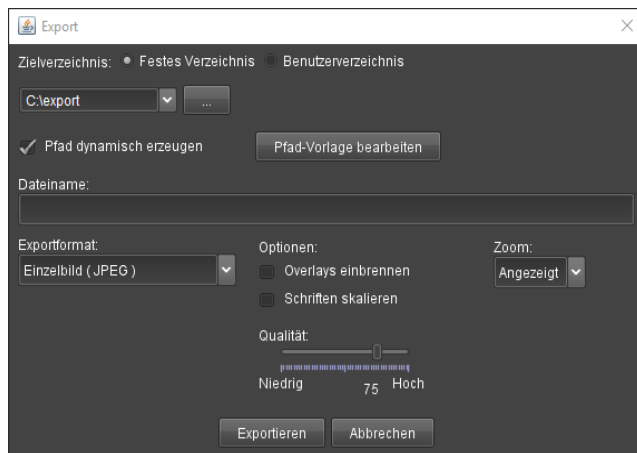 Export
Zielverzeichnis: Festes Verzeichnis Benutzerverzeichnis
C:\export ...
Pfad dynamisch erzeugen Pfad-Vorlage bearbeiten
Dateiname:
Exportformat: Optionen: Zoom:
Einzelbild ( JPEG ) Overlays einbrennen Angezeigt
Schriften skalieren
Qualität:
Niedrig 75 Hoch
Exportieren Abbrechen